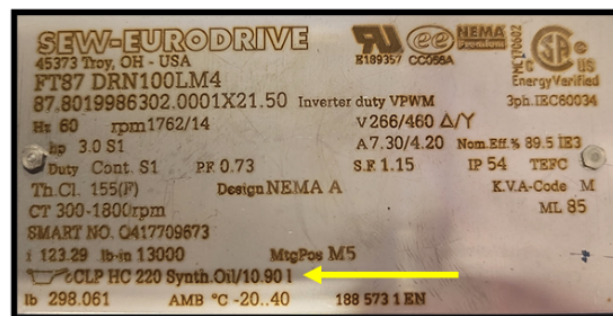 SEW-EURODRIVE
45373 Troy, OH - USA
FT87 DRN100LM4
87.8019986302.0001X21.50 Inverter duty VPWM 3ph.IEC60034
E189357 CC056A
NEMA Premium
EnergyVerified
Hz 60 rpm1762/14 V 266/460 Δ/Y
hp 3.0 S1 A 7.30/4.20 Nom.Eff.% 89.5 IE3
Duty Cont. S1 PF 0.73 S.F. 1.15 IP 54 TEFC
Th.Cl. 155(F) Design NEMA A K.V.A-Code M
CT 300-1800rpm ML 85
SMART NO. O417709673
i 123.29 lb-in 13000 MtgPos M5
CLP HC 220 Synth.Oil/10.90 l
lb 298.061 AMB °C -20..40 188 573 1 EN